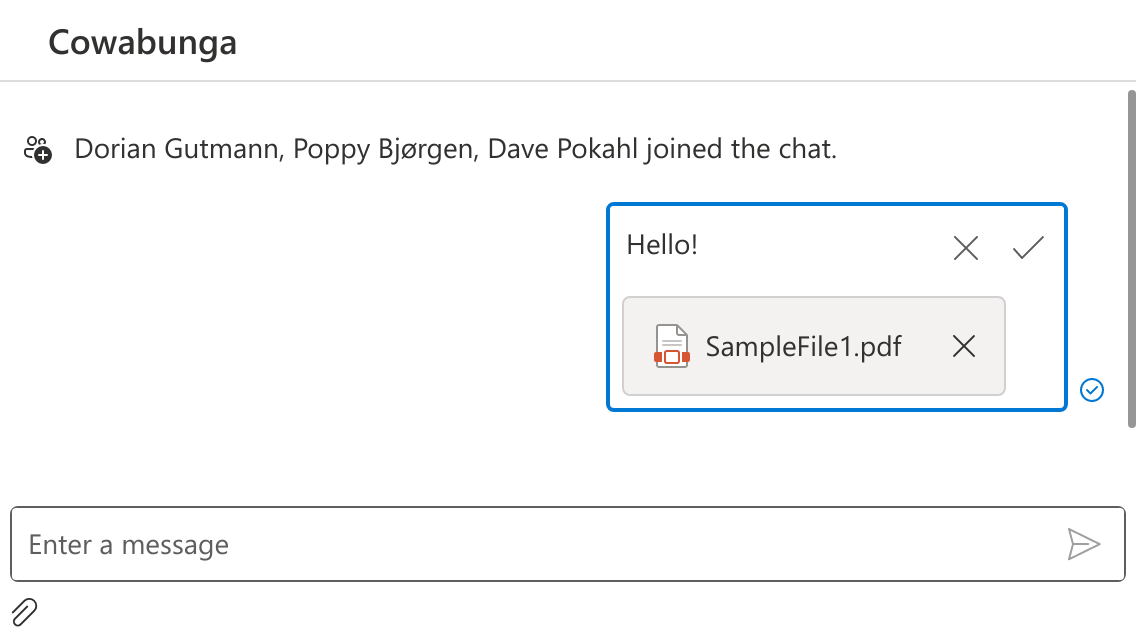 Cowabunga
Dorian Gutmann, Poppy Bjørgen, Dave Pokahl joined the chat.
Hello!
SampleFile1.pdf
Enter a message